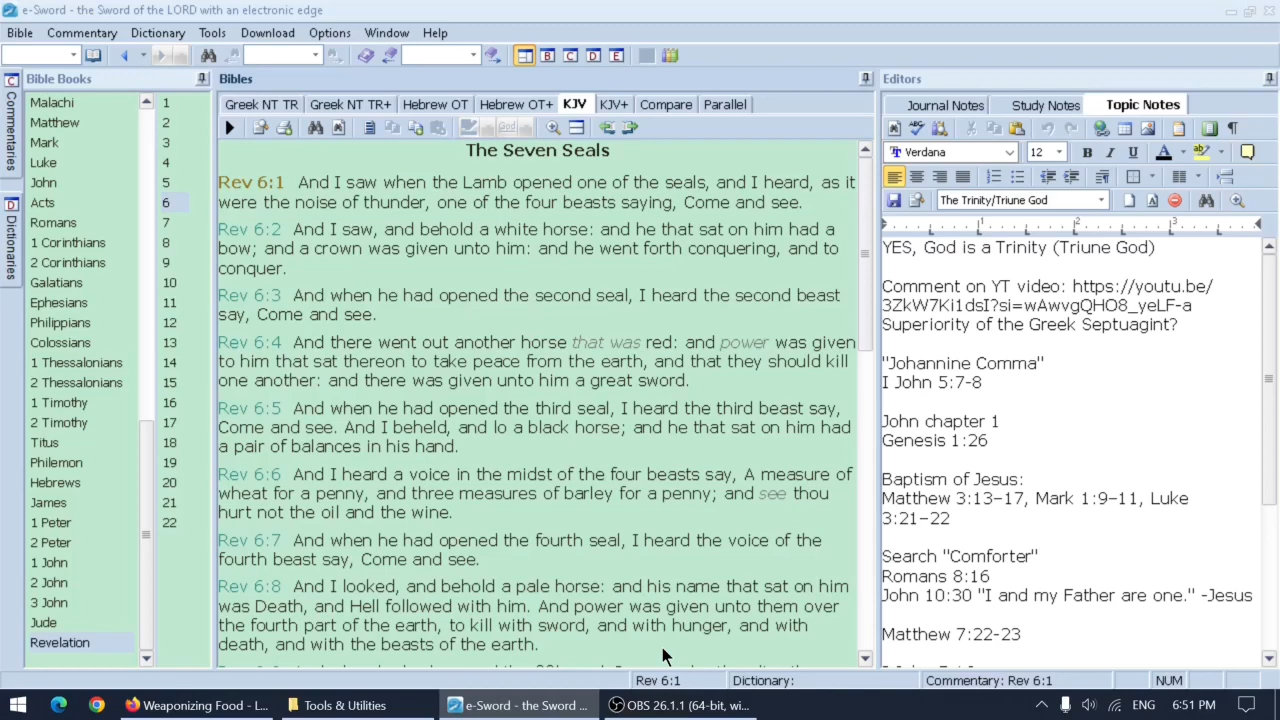 e-Sword - the Sword of the LORD with an electronic edge
Bible Commentary Dictionary Tools Download Options Window Help
B C D E
Bible Books
Bibles
Editors
Commentaries
Dictionaries
Malachi 1
Matthew 2
Mark 3
Luke 4
John 5
Acts 6
Romans 7
1 Corinthians 8
2 Corinthians 9
Galatians 10
Ephesians 11
Philippians 12
Colossians 13
1 Thessalonians 14
2 Thessalonians 15
1 Timothy 16
2 Timothy 17
Titus 18
Philemon 19
Hebrews 20
James 21
1 Peter 22
2 Peter
1 John
2 John
3 John
Jude
Revelation
Greek NT TR Greek NT TR+ Hebrew OT Hebrew OT+ KJV KJV+ Compare Parallel
The Seven Seals
Rev 6:1 And I saw when the Lamb opened one of the seals, and I heard, as it
were the noise of thunder, one of the four beasts saying, Come and see.
Rev 6:2 And I saw, and behold a white horse: and he that sat on him had a
bow; and a crown was given unto him: and he went forth conquering, and to
conquer.
Rev 6:3 And when he had opened the second seal, I heard the second beast
say, Come and see.
Rev 6:4 And there went out another horse that was red: and power was given
to him that sat thereon to take peace from the earth, and that they should kill
one another: and there was given unto him a great sword.
Rev 6:5 And when he had opened the third seal, I heard the third beast say,
Come and see. And I beheld, and lo a black horse; and he that sat on him had
a pair of balances in his hand.
Rev 6:6 And I heard a voice in the midst of the four beasts say, A measure of
wheat for a penny, and three measures of barley for a penny; and see thou
hurt not the oil and the wine.
Rev 6:7 And when he had opened the fourth seal, I heard the voice of the
fourth beast say, Come and see.
Rev 6:8 And I looked, and behold a pale horse: and his name that sat on him
was Death, and Hell followed with him. And power was given unto them over
the fourth part of the earth, to kill with sword, and with hunger, and with
death, and with the beasts of the earth.
Journal Notes Study Notes Topic Notes
Verdana 12 B I U A ab
The Trinity/Triune God
1 2 3
YES, God is a Trinity (Triune God)
Comment on YT video: https://youtu.be/
3ZkW7Ki1dsI?si=wAwvgQHO8_yeLF-a
Superiority of the Greek Septuagint?
"Johannine Comma"
I John 5:7-8
John chapter 1
Genesis 1:26
Baptism of Jesus:
Matthew 3:13–17, Mark 1:9–11, Luke
3:21–22
Search "Comforter"
Romans 8:16
John 10:30 "I and my Father are one." -Jesus
Matthew 7:22-23
Rev 6:1 Dictionary: Commentary: Rev 6:1 NUM
Weaponizing Food - L... Tools & Utilities e-Sword - the Sword ... OBS 26.1.1 (64-bit, wi... ENG 6:51 PM